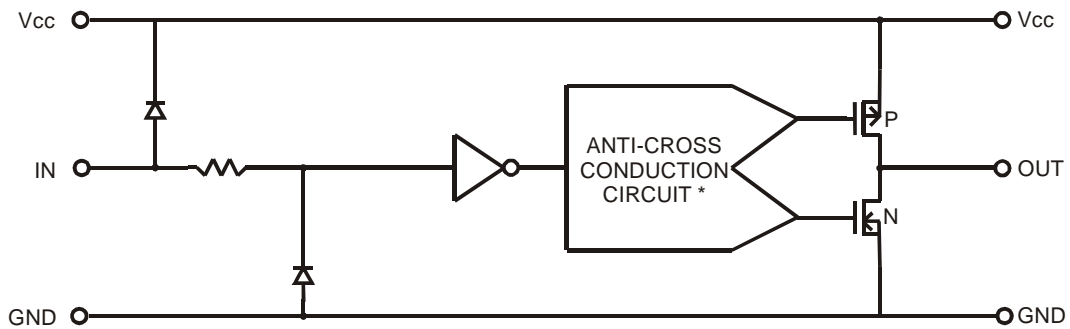 Vcc
Vcc
P
ANTI-CROSS
CONDUCTION
CIRCUIT *
IN
OUT
N
GND
GND